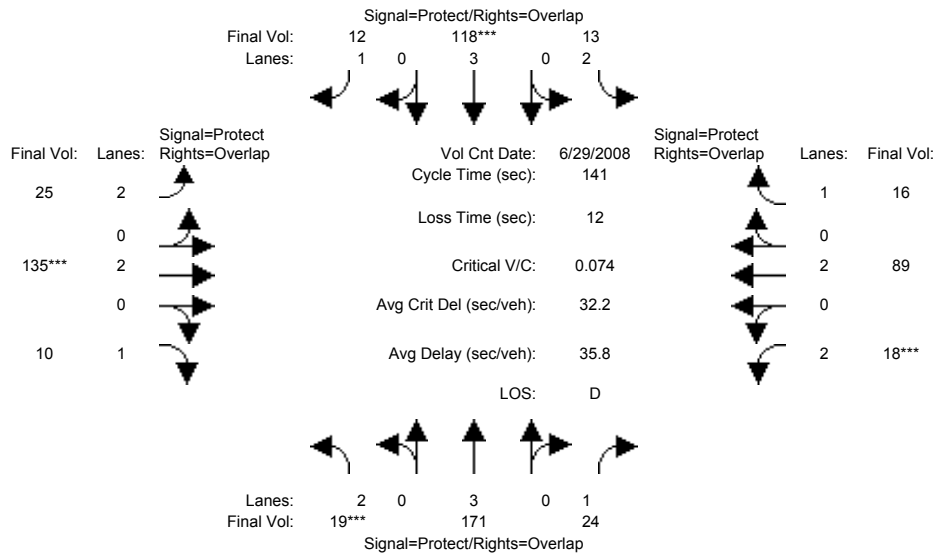 Signal=Protect/Rights=Overlap
Final Vol: 12 118*** 13
Lanes: 1 0 3 0 2
Signal=Protect
Final Vol: Lanes: Rights=Overlap
Vol Cnt Date: 6/29/2008
Signal=Protect
Rights=Overlap Lanes: Final Vol:
Cycle Time (sec): 141
25 2
1 16
Loss Time (sec): 12
0
0
135*** 2
Critical V/C: 0.074
2 89
0
Avg Crit Del (sec/veh): 32.2
0
10 1
Avg Delay (sec/veh): 35.8
2 18***
LOS: D
Lanes: 2 0 3 0 1
Final Vol: 19*** 171 24
Signal=Protect/Rights=Overlap